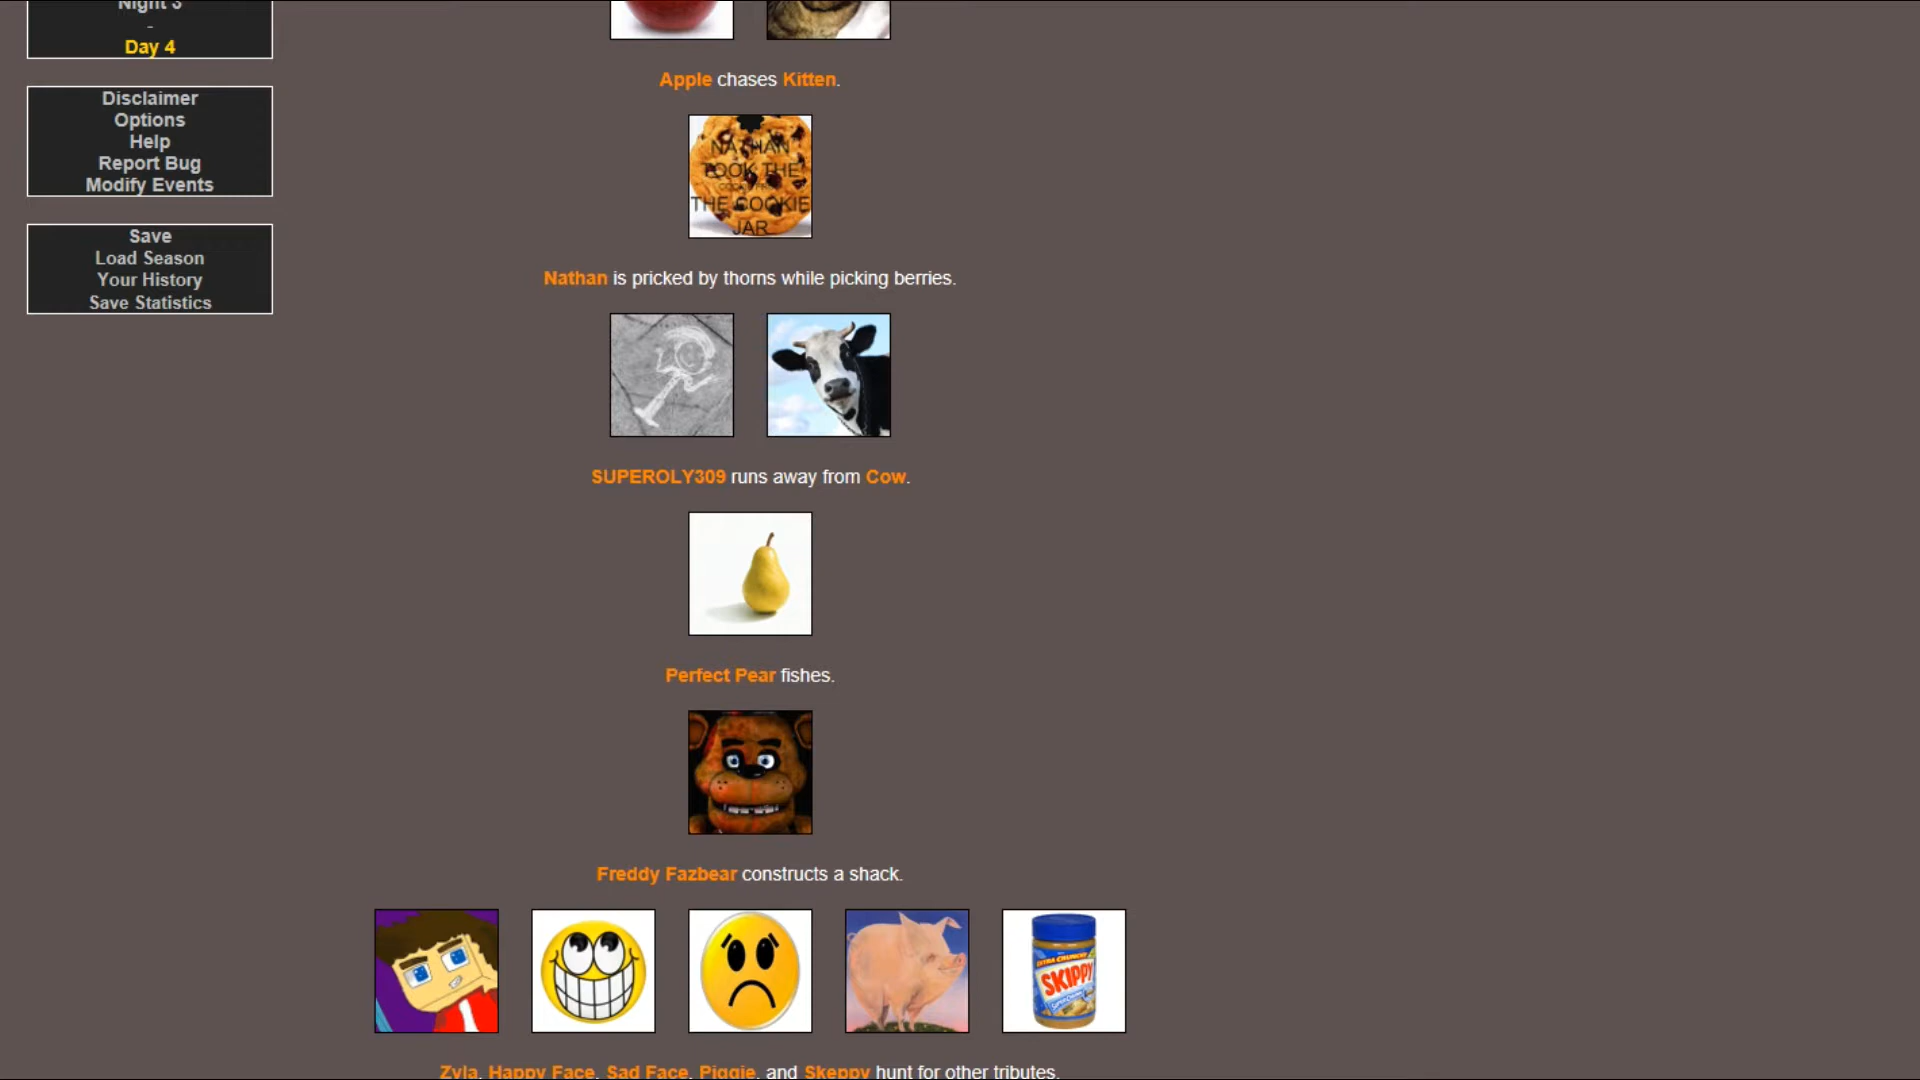 Night 3
-
Day 4
Disclaimer
Options
Help
Report Bug
Modify Events
Save
Load Season
Your History
Save Statistics
Apple chases Kitten.
NATHAN
TOOK THE
THE COOKIE
JAR
Nathan is pricked by thorns while picking berries.
SUPEROLY309 runs away from Cow.
Perfect Pear fishes.
Freddy Fazbear constructs a shack.
EXTRA CRUNCHY
SKIPPY
Zyla, Happy Face, Sad Face, Piggie, and Skeppy hunt for other tributes.